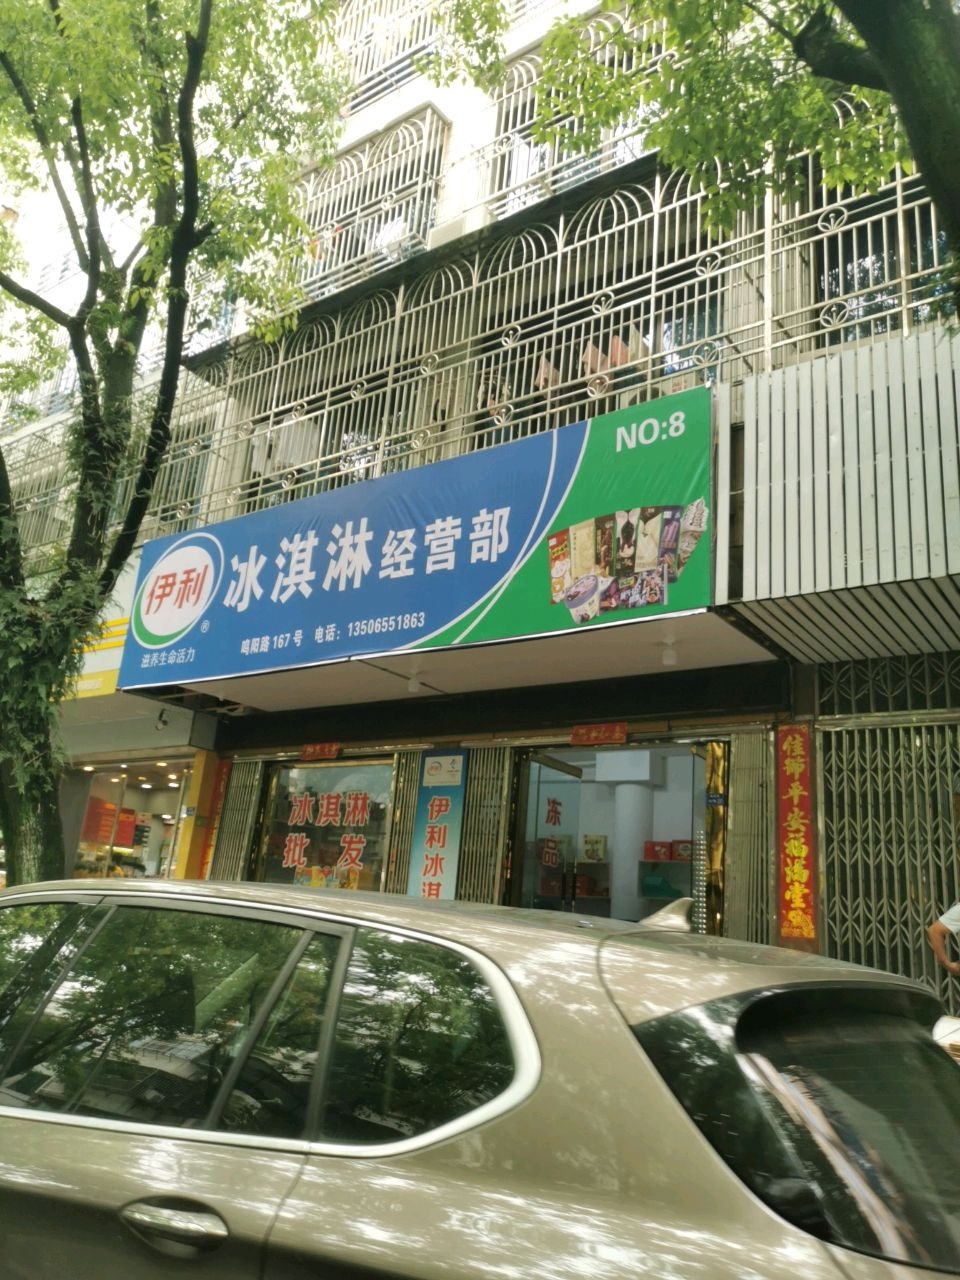 NO:8
伊利
®
冰淇淋经营部
滋养生命活力
鸣阳路167号 电话：13506551863
冰淇淋
批发
伊利冰淇
冻品
佳節平安福满堂